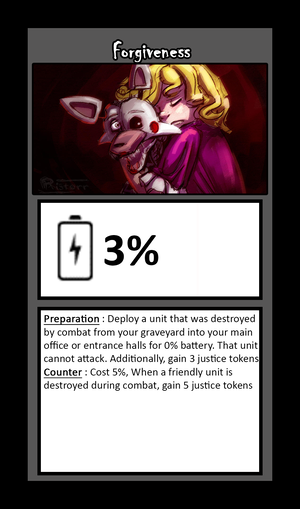 Forgiveness
3%
Preparation : Deploy a unit that was destroyed
by combat from your graveyard into your main
office or entrance halls for 0% battery. That unit
cannot attack. Additionally, gain 3 justice tokens
Counter : Cost 5%, When a friendly unit is
destroyed during combat, gain 5 justice tokens